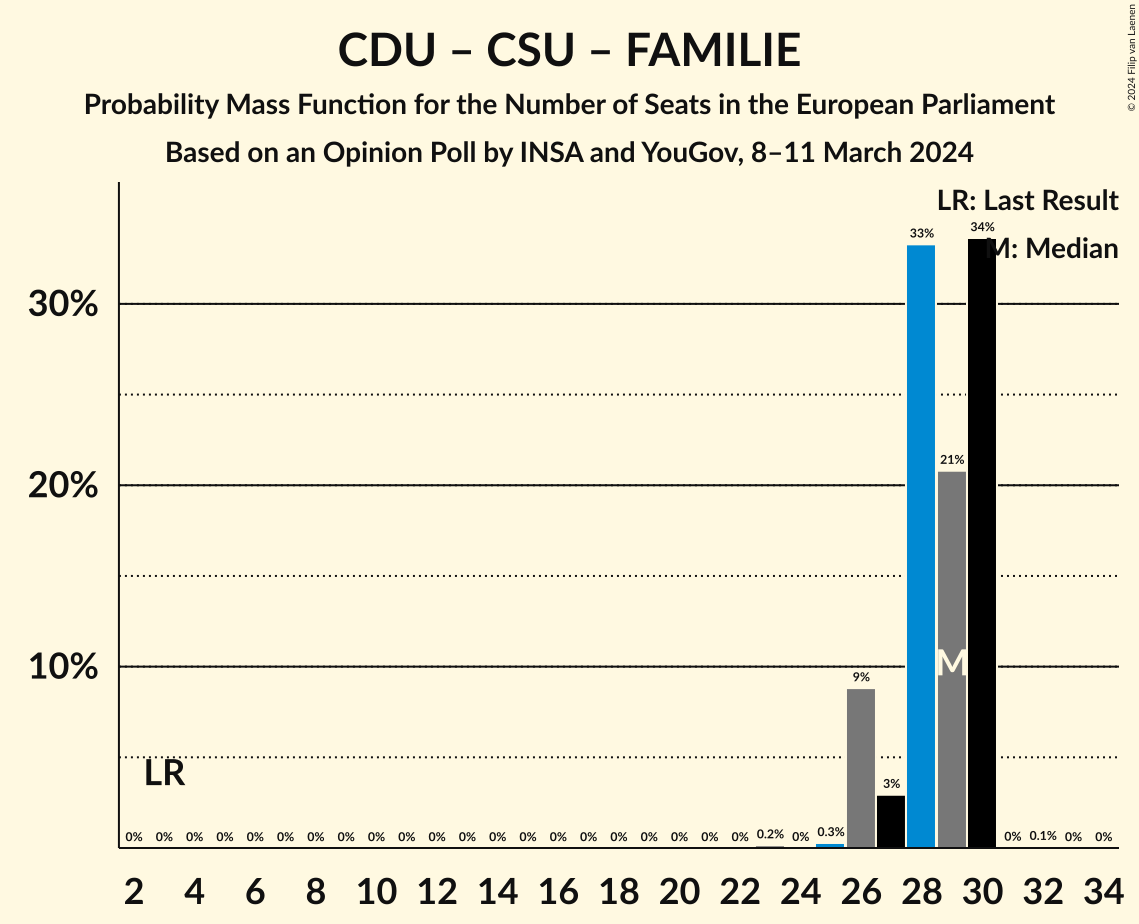 CDU – CSU – FAMILIE
Probability Mass Function for the Number of Seats in the European Parliament
Based on an Opinion Poll by INSA and YouGov, 8–11 March 2024
© 2024 Filip van Laenen
LR: Last Result
M: Median
33% 34%
30%
21%
20%
M
10%
9%
LR
3%
0% 0% 0% 0% 0% 0% 0% 0% 0% 0% 0% 0% 0% 0% 0% 0% 0% 0% 0% 0% 0% 0.2% 0% 0.3% 0% 0.1% 0% 0%
2 4 6 8 10 12 14 16 18 20 22 24 26 28 30 32 34